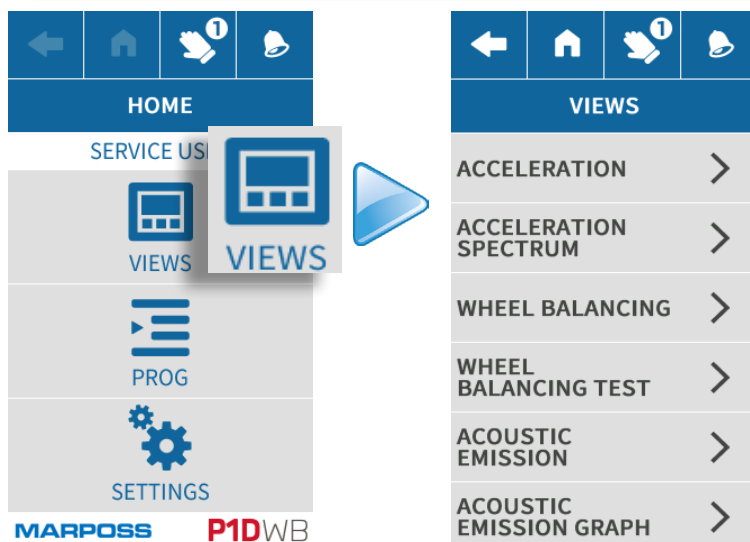 1
HOME
SERVICE US
VIEWS
VIEWS
PROG
SETTINGS
MARPOSS P1DWB
1
VIEWS
ACCELERATION
ACCELERATION
SPECTRUM
WHEEL BALANCING
WHEEL
BALANCING TEST
ACOUSTIC
EMISSION
ACOUSTIC
EMISSION GRAPH